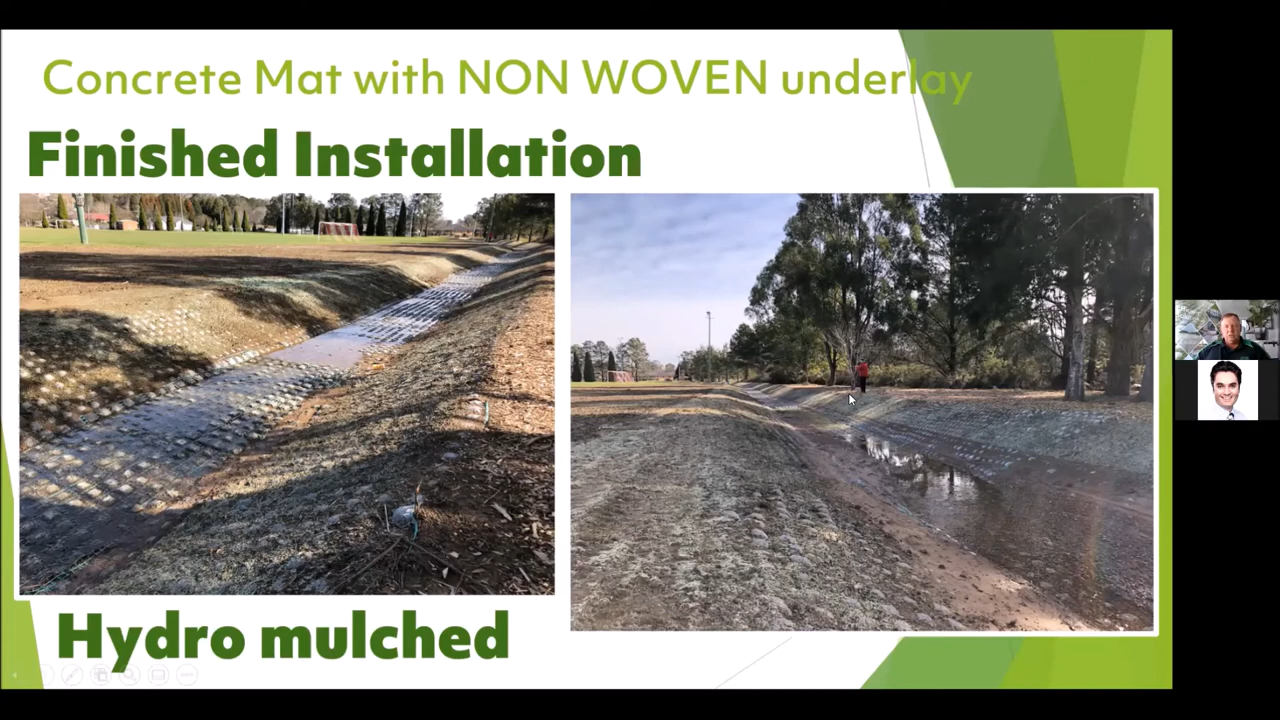 Concrete Mat with NON WOVEN underlay
Finished Installation
Hydro mulched